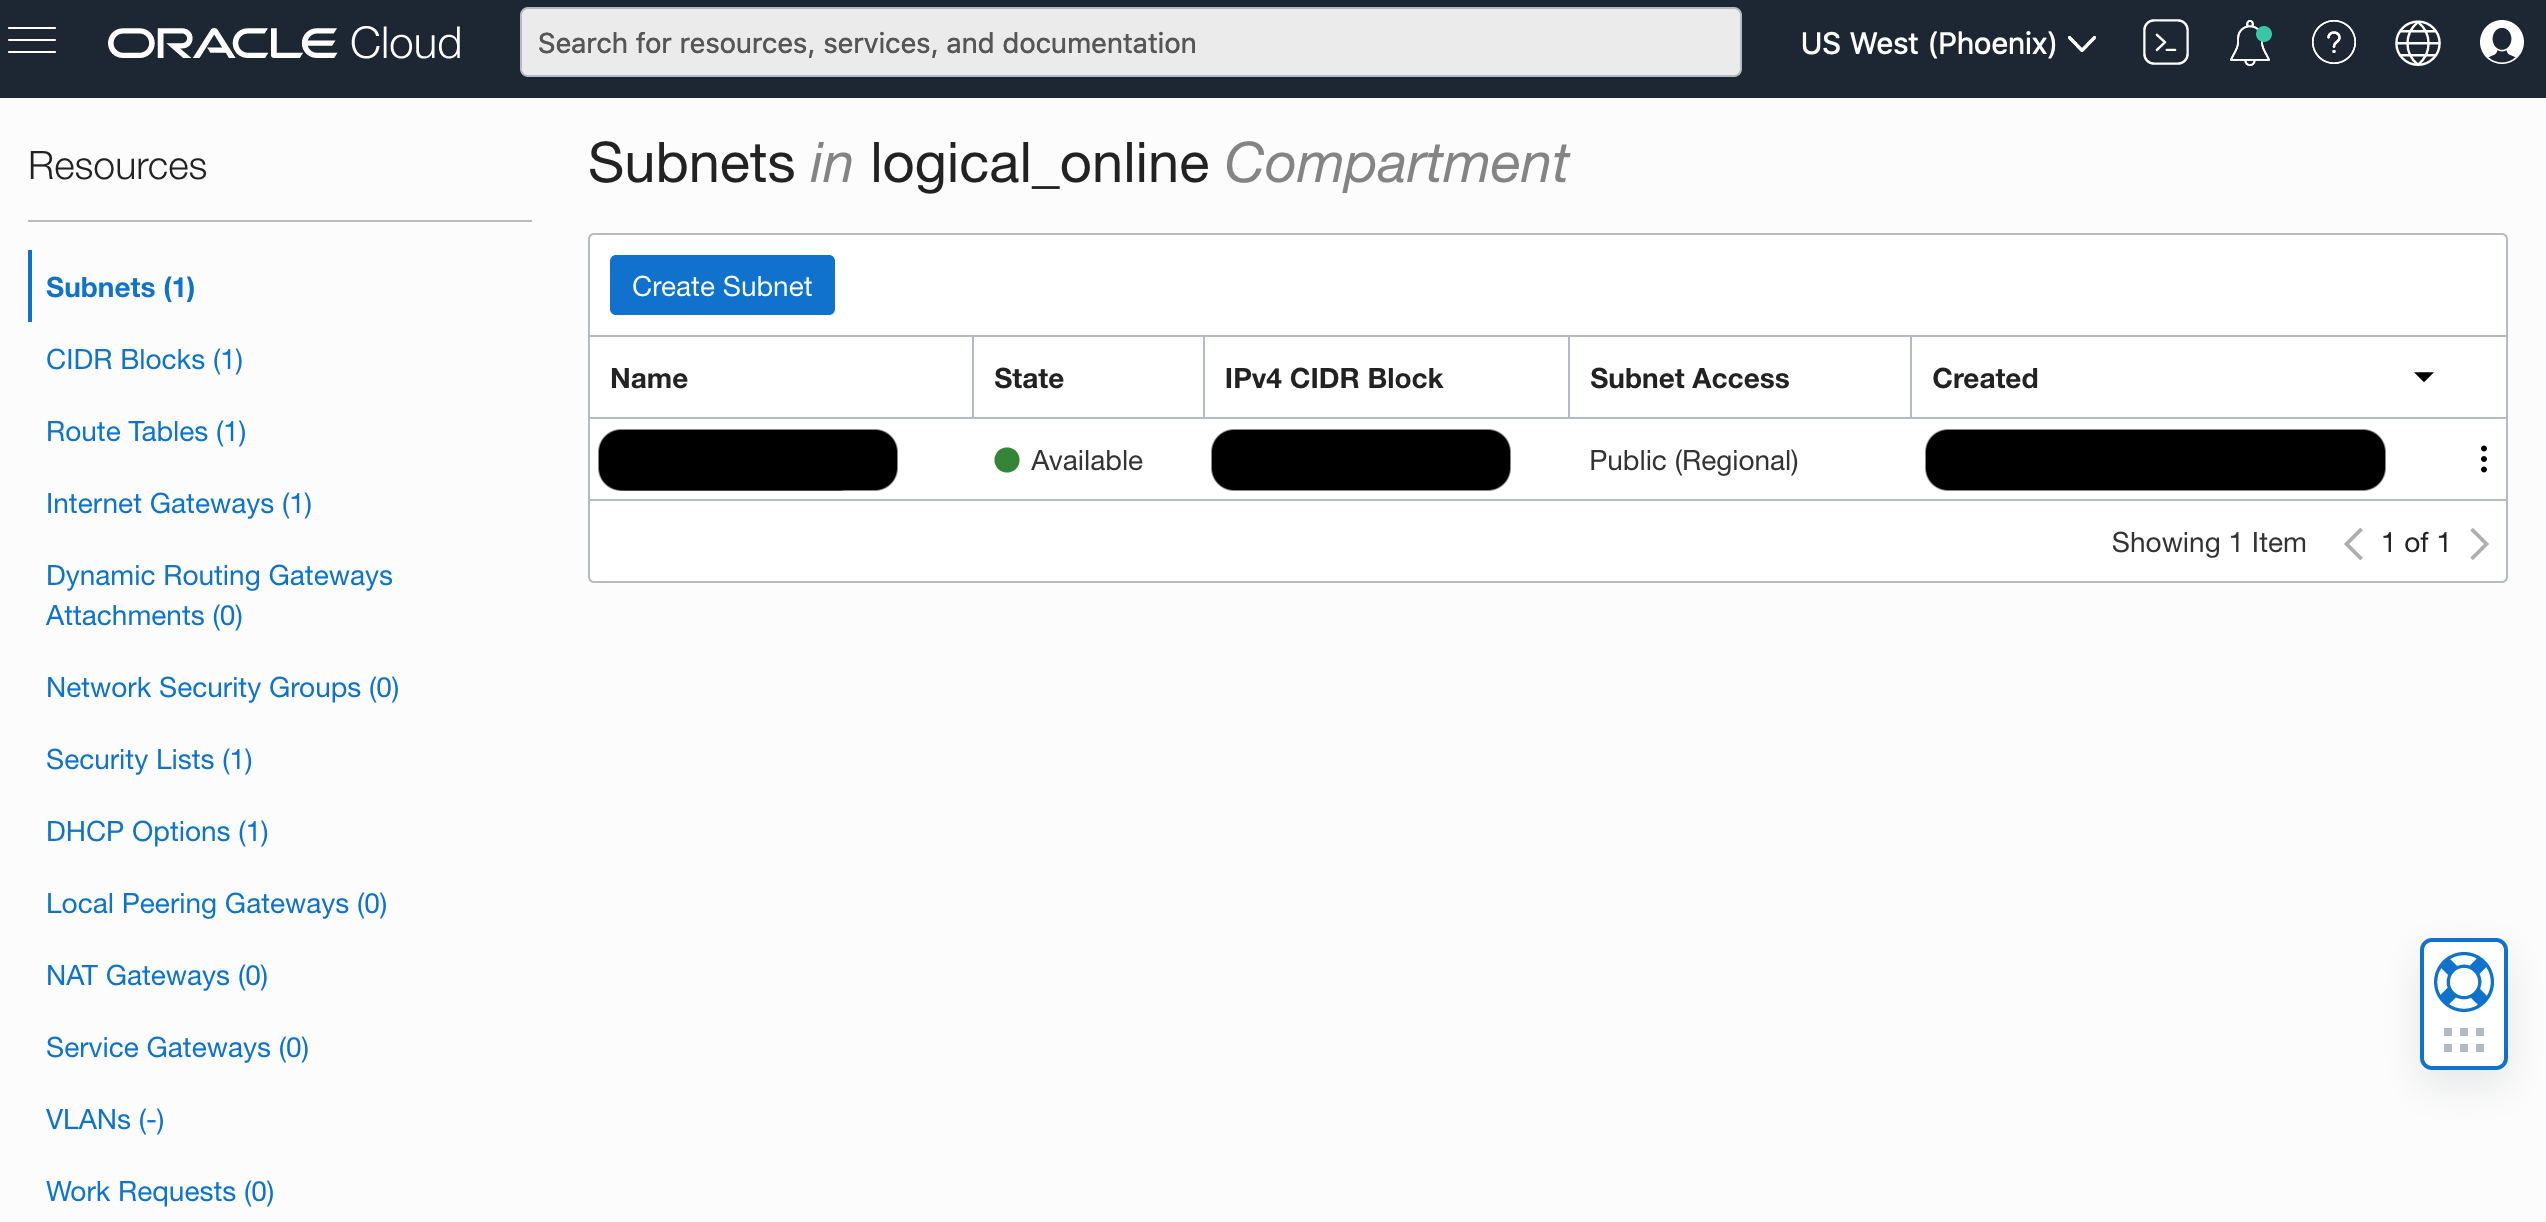 ORACLE Cloud
Search for resources, services, and documentation
US West (Phoenix)
Resources
Subnets (1)
CIDR Blocks (1)
Route Tables (1)
Internet Gateways (1)
Dynamic Routing Gateways
Attachments (0)
Network Security Groups (0)
Security Lists (1)
DHCP Options (1)
Local Peering Gateways (0)
NAT Gateways (0)
Service Gateways (0)
VLANs (-)
Work Requests (0)
Subnets in logical_online Compartment
Create Subnet
Name State IPv4 CIDR Block Subnet Access Created
Available Public (Regional)
Showing 1 Item 1 of 1